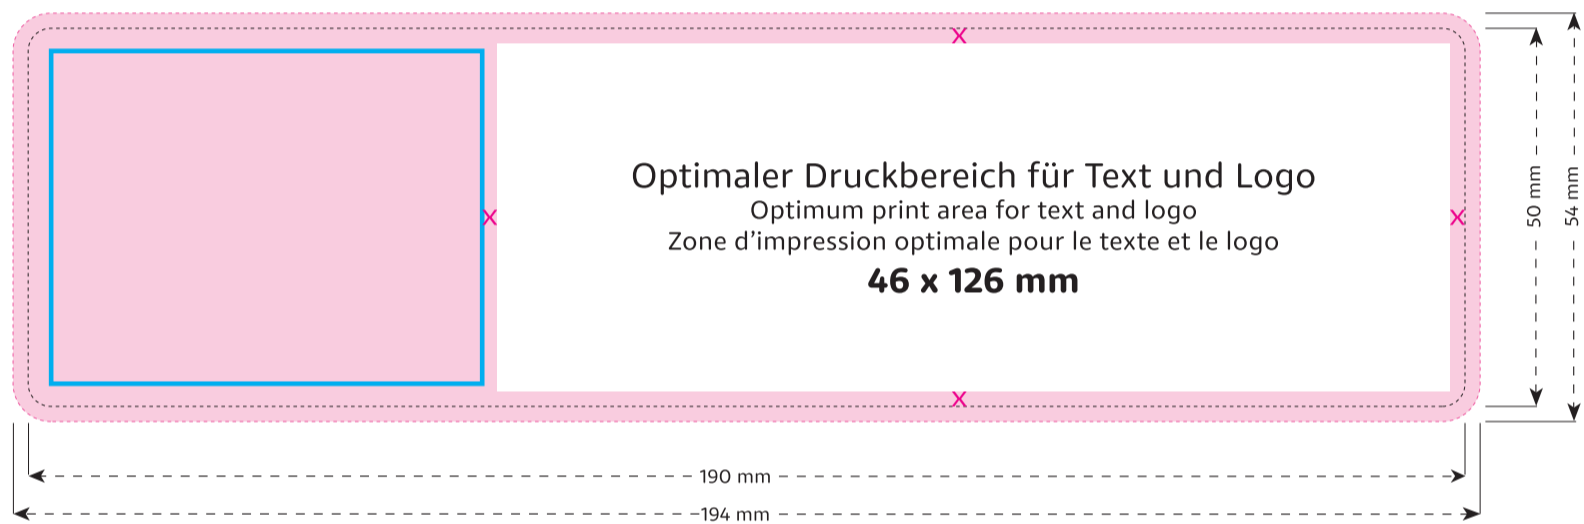 X
Optimaler Druckbereich für Text und Logo
Optimum print area for text and logo
X X
Zone d’impression optimale pour le texte et le logo
46 x 126 mm
X
50 mm
54 mm
190 mm
194 mm